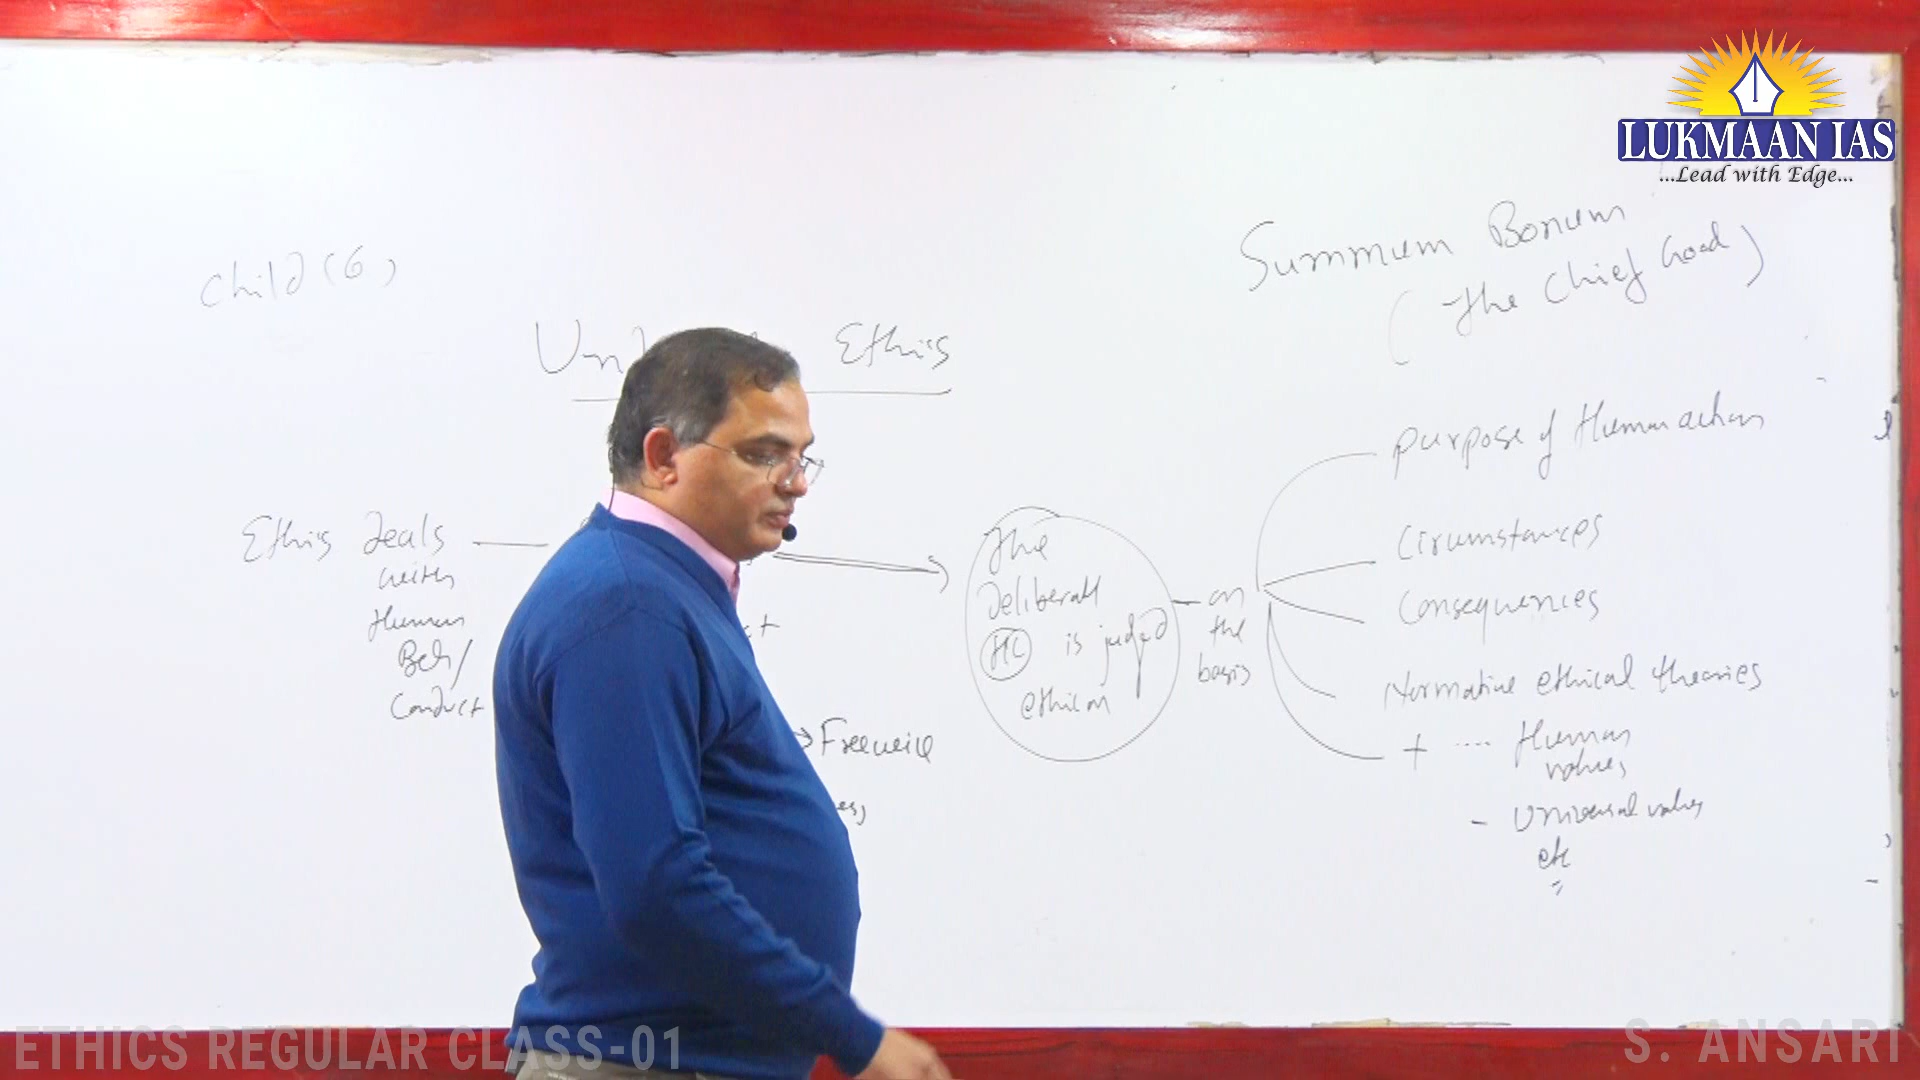 LUKMAAN IAS
...Lead with Edge...
Summum Bonum
(The Chief Good)
Child (6)
Ethics
Ethics deals
with
Human
Beh/
Conduct
Freewill
The
Deliberate
HC is judged
ethical
on
the
basis
purpose of Human actions
Circumstances
Consequences
Normative ethical theories
+ .... Human
values
- Universal values
etc
ETHICS REGULAR CLASS-01
S. ANSARI